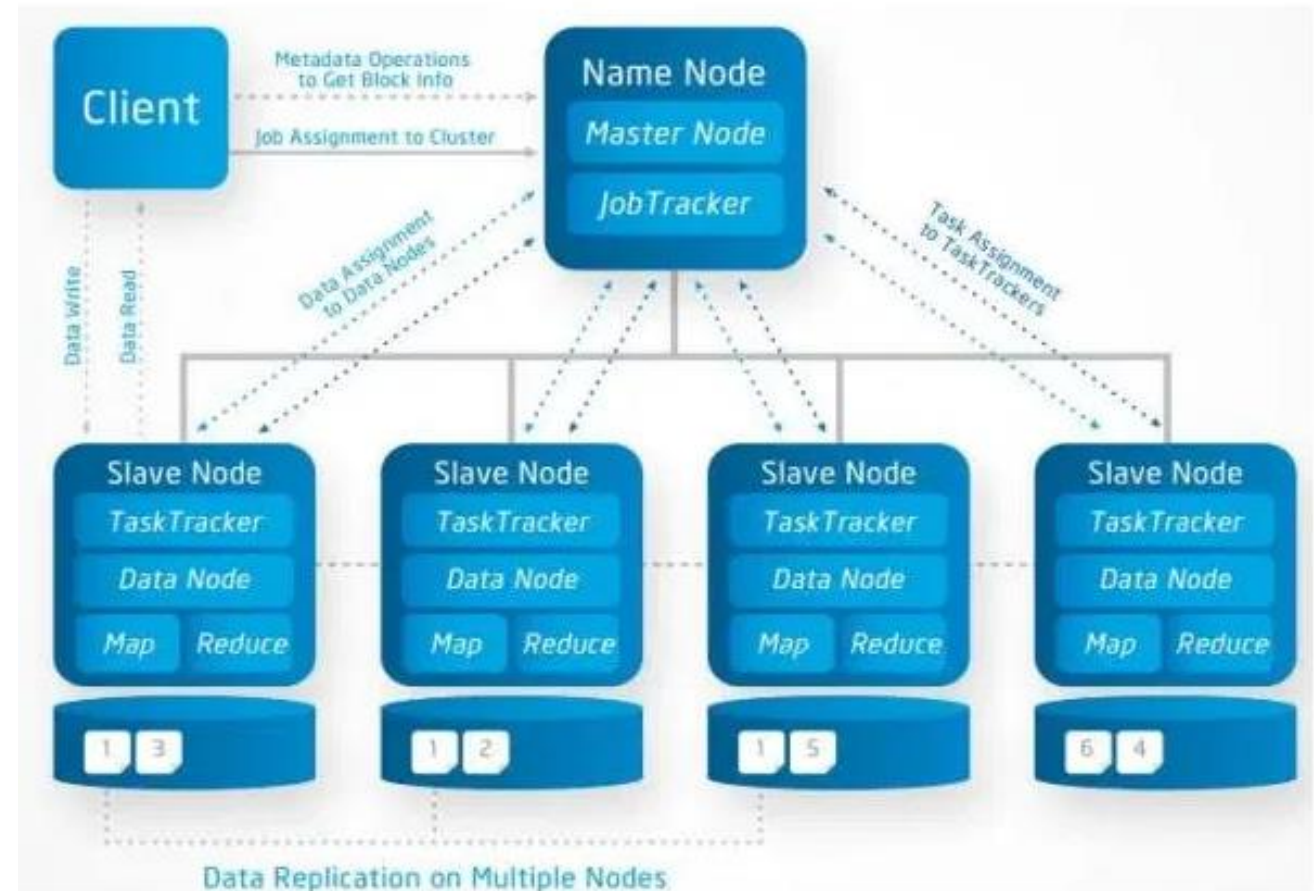 Client
Metadata Operations
to Get Block Info
Job Assignment to Cluster
Name Node
Master Node
JobTracker
Data Assignment
to Data Nodes
Task Assignment
to TaskTrackers
Data Write
Data Read
Slave Node
TaskTracker
Data Node
Map Reduce
1 3
Slave Node
TaskTracker
Data Node
Map Reduce
1 2
Slave Node
TaskTracker
Data Node
Map Reduce
1 5
Slave Node
TaskTracker
Data Node
Map Reduce
6 4
Data Replication on Multiple Nodes